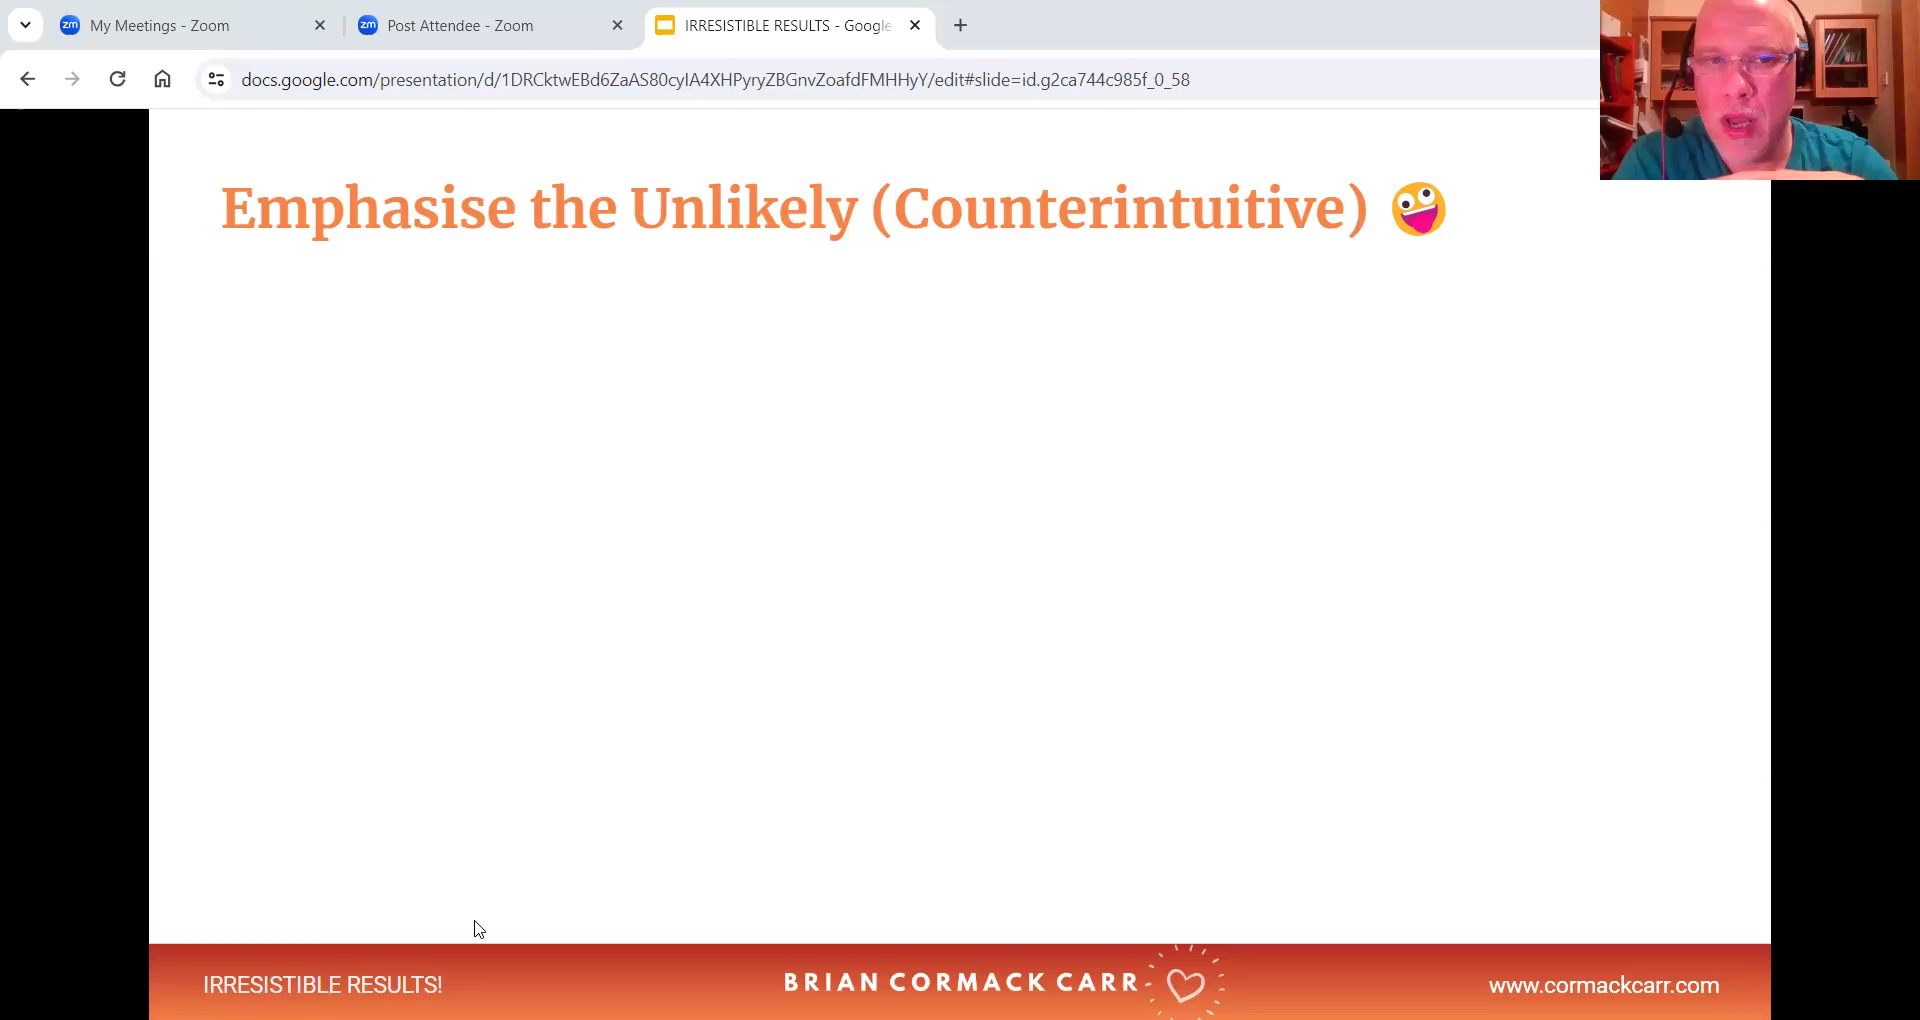 My Meetings - Zoom
Post Attendee - Zoom
IRRESISTIBLE RESULTS - Google
docs.google.com/presentation/d/1DRCktwEBd6ZaAS80cyIA4XHPyryZBGnvZoafdFMHHyY/edit#slide=id.g2ca744c985f_0_58
Emphasise the Unlikely (Counterintuitive) 🤪
IRRESISTIBLE RESULTS!
BRIAN CORMACK CARR
www.cormackcarr.com